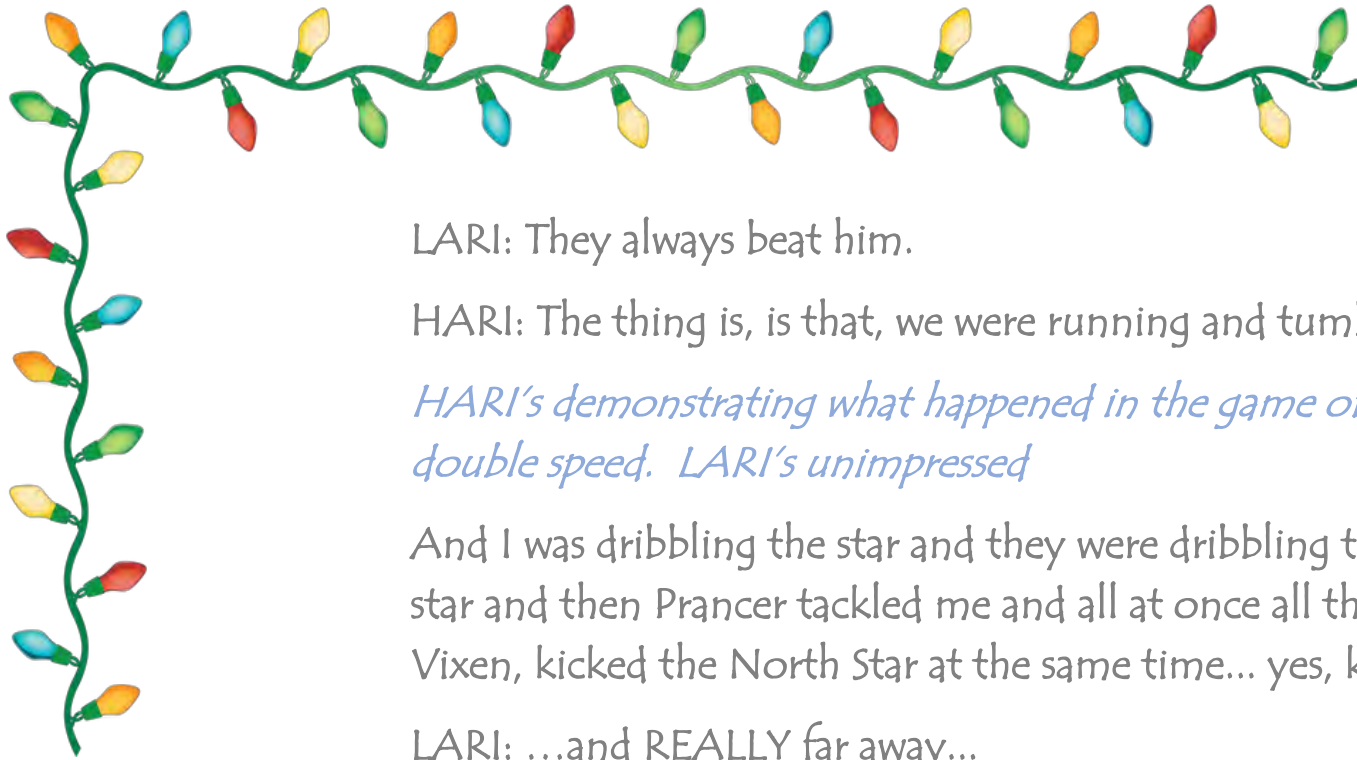 LARI: They always beat him.
HARI: The thing is, is that, we were running and
HARI's demonstrating what happened in the game
double speed. LARI's unimpressed
And I was dribbling the star and they were dribbling
star and then Prancer tackled me and all at once all
Vixen, kicked the North Star at the same time... yes,
LARI: ...and REALLY far away...